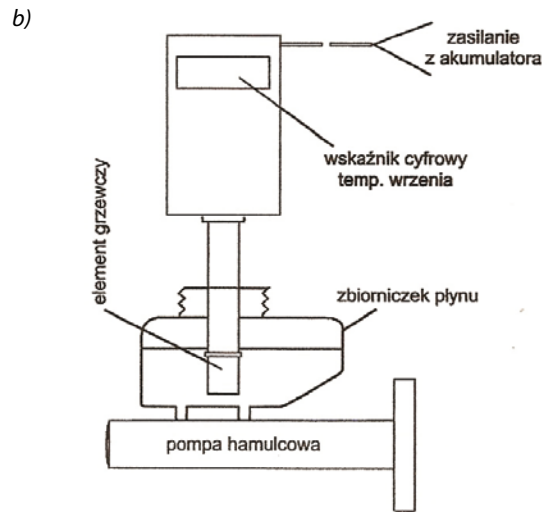 b)
zasilanie
z akumulatora
wskaźnik cyfrowy
temp. wrzenia
element grzewczy
zbiorniczek płynu
pompa hamulcowa